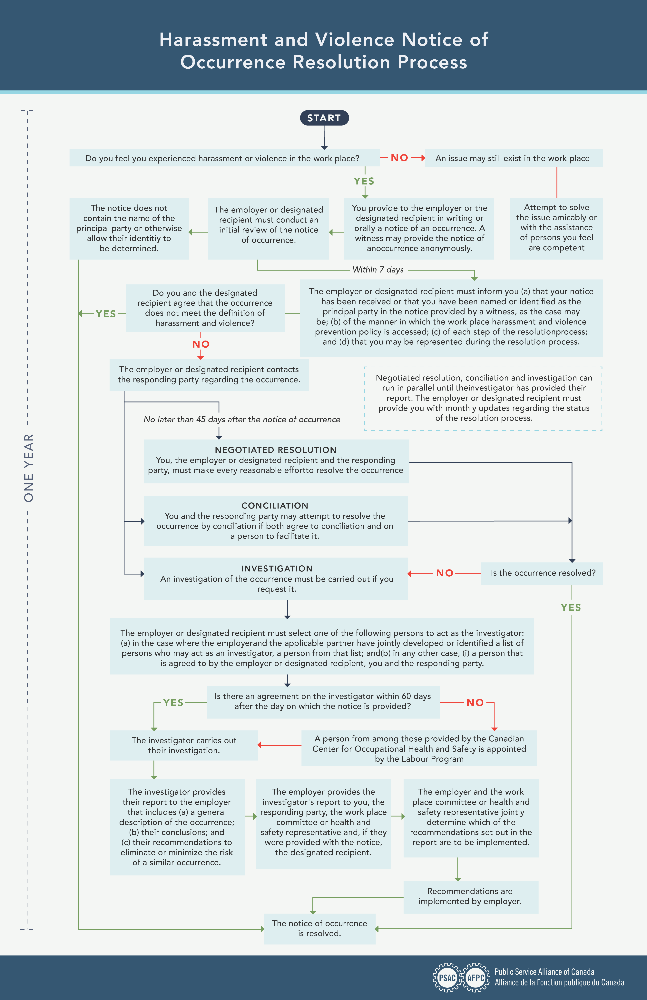 Harassment and Violence Notice of
Occurrence Resolution Process
START
Do you feel you experienced harassment or violence in the work place?
NO
An issue may still exist in the work place
YES
The notice does not
contain the name of the
principal party or otherwise
allow their identitiy to
be determined.
The employer or designated
recipient must conduct an
initial review of the notice
of occurrence.
You provide to the employer or the
designated recipient in writing or
orally a notice of an occurrence. A
witness may provide the notice of
anoccurrence anonymously.
Attempt to solve
the issue amicably or
with the assistance
of persons you feel
are competent
Within 7 days
Do you and the designated
recipient agree that the occurrence
does not meet the definition of
harassment and violence?
YES
NO
The employer or designated recipient must inform you (a) that your notice
has been received or that you have been named or identified as the
principal party in the notice provided by a witness, as the case may
be; (b) of the manner in which the work place harassment and violence
prevention policy is accessed; (c) of each step of the resolutionprocess;
and (d) that you may be represented during the resolution process.
The employer or designated recipient contacts
the responding party regarding the occurrence.
Negotiated resolution, conciliation and investigation can
run in parallel until theinvestigator has provided their
report. The employer or designated recipient must
provide you with monthly updates regarding the status
of the resolution process.
No later than 45 days after the notice of occurrence
ONE YEAR
NEGOTIATED RESOLUTION
You, the employer or designated recipient and the responding
party, must make every reasonable effortto resolve the occurrence
CONCILIATION
You and the responding party may attempt to resolve the
occurrence by conciliation if both agree to conciliation and on
a person to facilitate it.
INVESTIGATION
An investigation of the occurrence must be carried out if you
request it.
NO
Is the occurrence resolved?
YES
The employer or designated recipient must select one of the following persons to act as the investigator:
(a) in the case where the employerand the applicable partner have jointly developed or identified a list of
persons who may act as an investigator, a person from that list; and(b) in any other case, (i) a person that
is agreed to by the employer or designated recipient, you and the responding party.
YES
Is there an agreement on the investigator within 60 days
after the day on which the notice is provided?
NO
The investigator carries out
their investigation.
A person from among those provided by the Canadian
Center for Occupational Health and Safety is appointed
by the Labour Program
The investigator provides
their report to the employer
that includes (a) a general
description of the occurrence;
(b) their conclusions; and
(c) their recommendations to
eliminate or minimize the risk
of a similar occurrence.
The employer provides the
investigator's report to you, the
responding party, the work place
committee or health and
safety representative and, if they
were provided with the notice,
the designated recipient.
The employer and the work
place committee or health and
safety representative jointly
determine which of the
recommendations set out in the
report are to be implemented.
Recommendations are
implemented by employer.
The notice of occurrence
is resolved.
PSAC AFPC
Public Service Alliance of Canada
Alliance de la Fonction publique du Canada